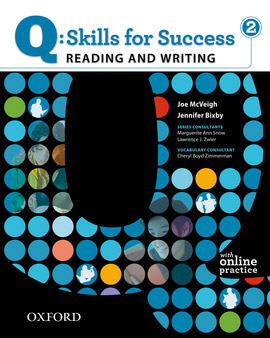 Q: Skills for Success 2
READING AND WRITING
Joe McVeigh
Jennifer Bixby
SERIES CONSULTANTS
Marguerite Ann Snow
Lawrence J. Zwier
VOCABULARY CONSULTANT
Cheryl Boyd Zimmerman
with
online
practice
OXFORD